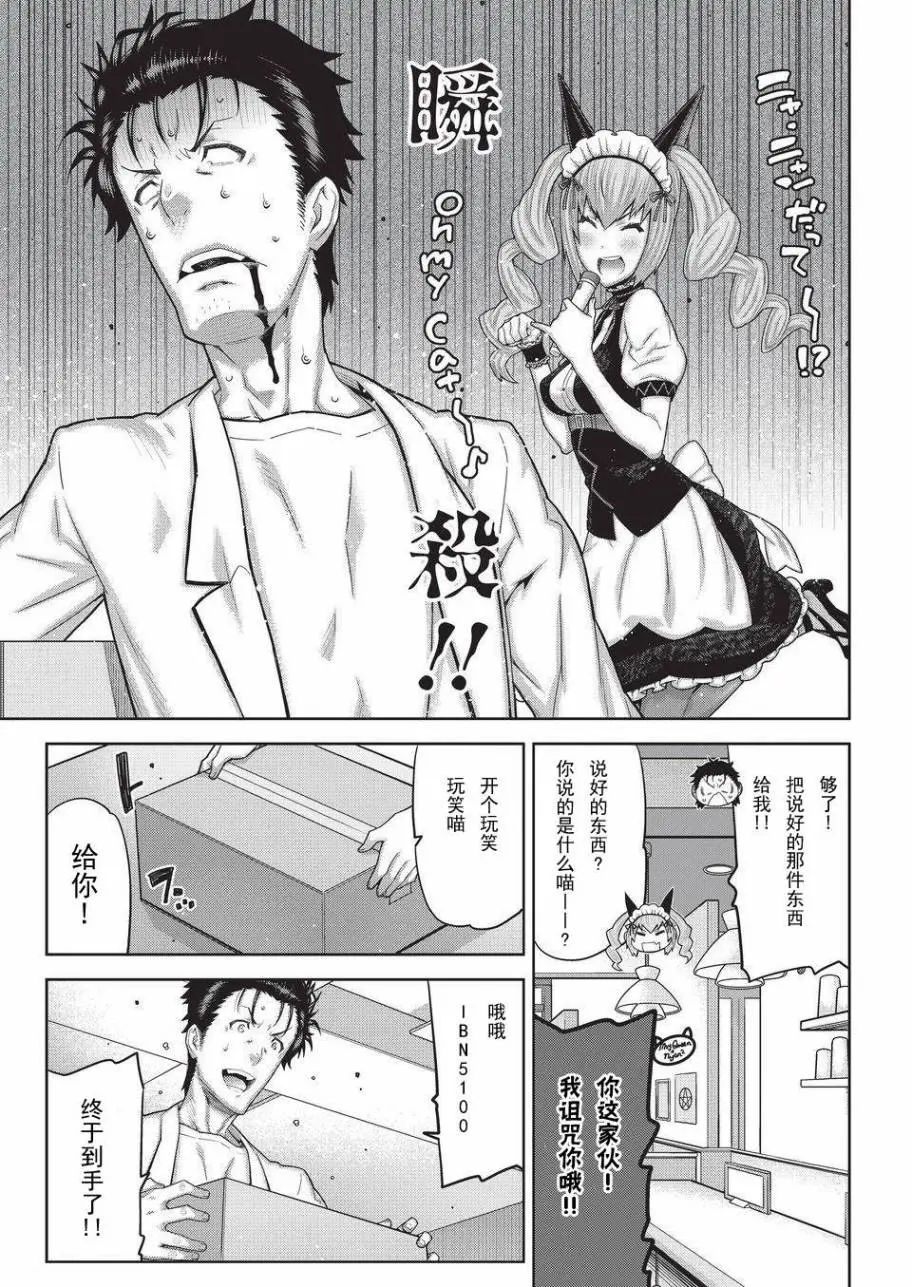 ニャ・ニャンだって〜!?
瞬
殺!!
Oh my Cat〜♪
够了!
把说好的那件东西
给我!!
说好的东西?
你说的是什么喵——?
你这家伙!
我诅咒你哦!!
开个玩笑
玩笑喵
给你!
哦哦
IBN5100
终于到手了!!